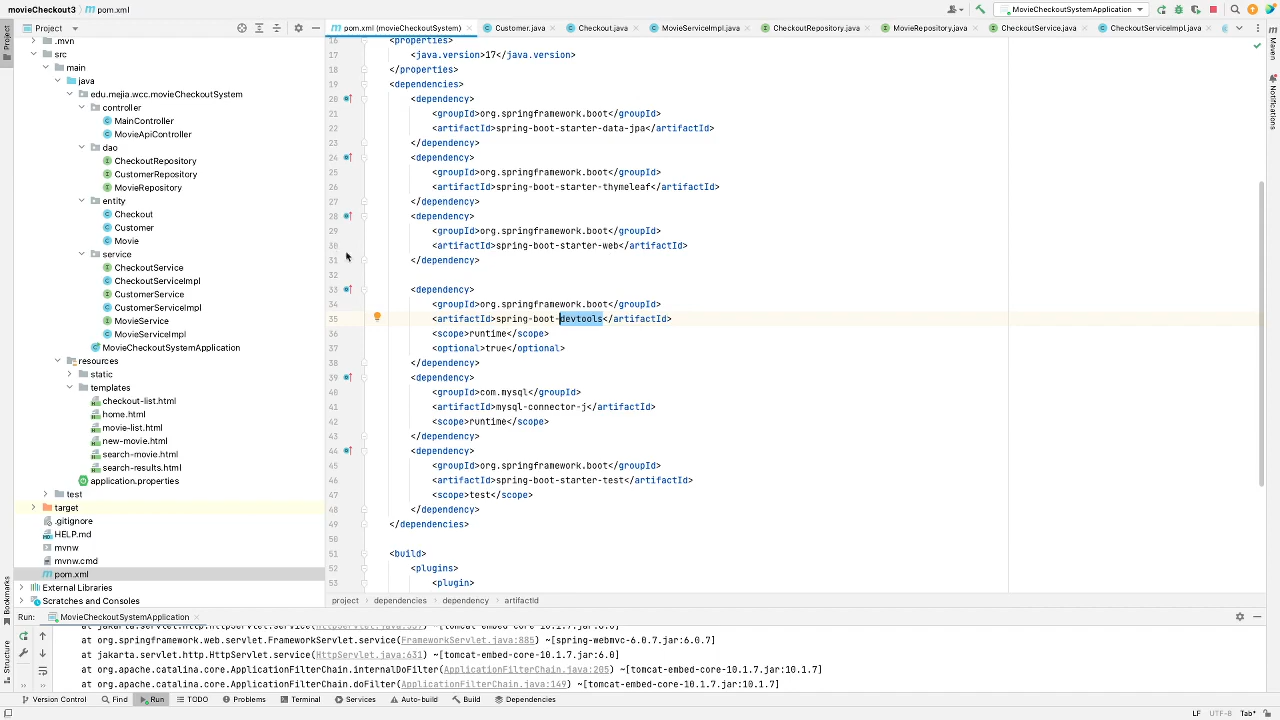 movieCheckout3 pom.xml
MovieCheckoutSystemApplication
Project
pom.xml (movieCheckoutSystem)
Customer.java
Checkout.java
MovieServiceImpl.java
CheckoutRepository.java
MovieRepository.java
CheckoutService.java
CheckoutServiceImpl.java
Project
Maven
Notifications
Bookmarks
Structure
.mvn
src
main
java
edu.mejia.wcc.movieCheckoutSystem
controller
MainController
MovieApiController
dao
CheckoutRepository
CustomerRepository
MovieRepository
entity
Checkout
Customer
Movie
service
CheckoutService
CheckoutServiceImpl
CustomerService
CustomerServiceImpl
MovieService
MovieServiceImpl
MovieCheckoutSystemApplication
resources
static
templates
checkout-list.html
home.html
movie-list.html
new-movie.html
search-movie.html
search-results.html
application.properties
test
target
.gitignore
HELP.md
mvnw
mvnw.cmd
pom.xml
External Libraries
Scratches and Consoles
16 <properties>
17 <java.version>17</java.version>
18 </properties>
19 <dependencies>
20 <dependency>
21 <groupId>org.springframework.boot</groupId>
22 <artifactId>spring-boot-starter-data-jpa</artifactId>
23 </dependency>
24 <dependency>
25 <groupId>org.springframework.boot</groupId>
26 <artifactId>spring-boot-starter-thymeleaf</artifactId>
27 </dependency>
28 <dependency>
29 <groupId>org.springframework.boot</groupId>
30 <artifactId>spring-boot-starter-web</artifactId>
31 </dependency>
32
33 <dependency>
34 <groupId>org.springframework.boot</groupId>
35 <artifactId>spring-boot-devtools</artifactId>
36 <scope>runtime</scope>
37 <optional>true</optional>
38 </dependency>
39 <dependency>
40 <groupId>com.mysql</groupId>
41 <artifactId>mysql-connector-j</artifactId>
42 <scope>runtime</scope>
43 </dependency>
44 <dependency>
45 <groupId>org.springframework.boot</groupId>
46 <artifactId>spring-boot-starter-test</artifactId>
47 <scope>test</scope>
48 </dependency>
49 </dependencies>
50
51 <build>
52 <plugins>
53 <plugin>
project dependencies dependency artifactId
Run: MovieCheckoutSystemApplication
at org.springframework.web.servlet.FrameworkServlet.service(FrameworkServlet.java:885) ~[spring-webmvc-6.0.7.jar:6.0.7]
at jakarta.servlet.http.HttpServlet.service(HttpServlet.java:631) ~[tomcat-embed-core-10.1.7.jar:6.0]
at org.apache.catalina.core.ApplicationFilterChain.internalDoFilter(ApplicationFilterChain.java:205) ~[tomcat-embed-core-10.1.7.jar:10.1.7]
at org.apache.catalina.core.ApplicationFilterChain.doFilter(ApplicationFilterChain.java:149) ~[tomcat-embed-core-10.1.7.jar:10.1.7]
Version Control Find Run TODO Problems Terminal Services Auto-build Build Dependencies
LF UTF-8 Tab*